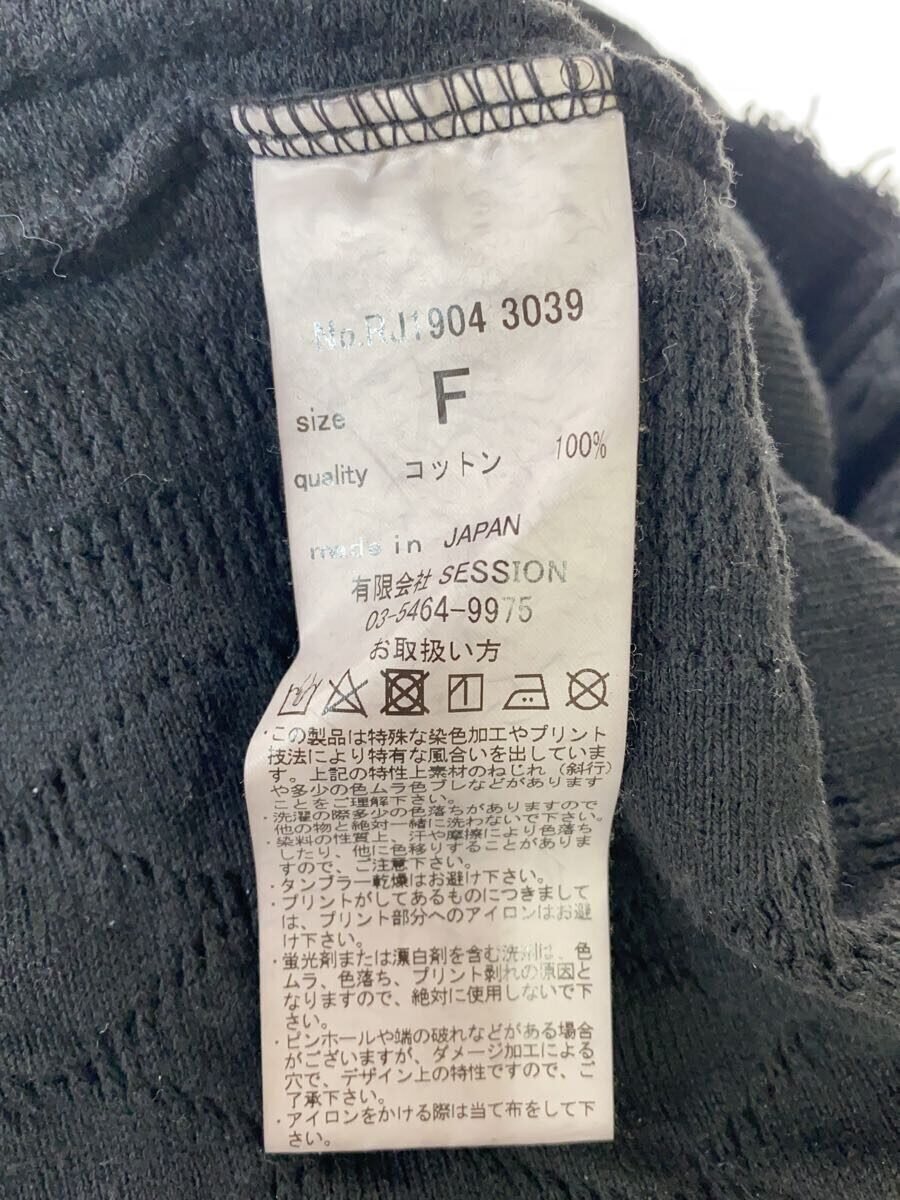 No.RJ1904 3039
size F
quality コットン 100%
made in JAPAN
有限会社 SESSION
03-5464-9975
お取扱い方
・この製品は特殊な染色加工やプリント
技法により特有な風合いを出していま
す。上記の特性上素材のねじれ（斜行）
や多少の色ムラ色ブレなどがあります
ことをご理解下さい。
・洗濯の際多少の色落ちがありますので
他の物と絶対一緒に洗わないで下さい。
・染料の性質上、汗や摩擦により色落ち
したり、他に色移りすることがありま
すので、ご注意下さい。
・タンブラー乾燥はお避け下さい。
・プリントがしてあるものにつきまして
は、プリント部分へのアイロンはお避
け下さい。
・蛍光剤または漂白剤を含む洗剤は、色
ムラ、色落ち、プリント剥れの原因と
なりますので、絶対に使用しないで下
さい。
・ピンホールや端の破れなどがある場合
がございますが、ダメージ加工による
穴で、デザイン上の特性ですので、ご
了承下さい。
・アイロンをかける際は当て布をして下
さい。